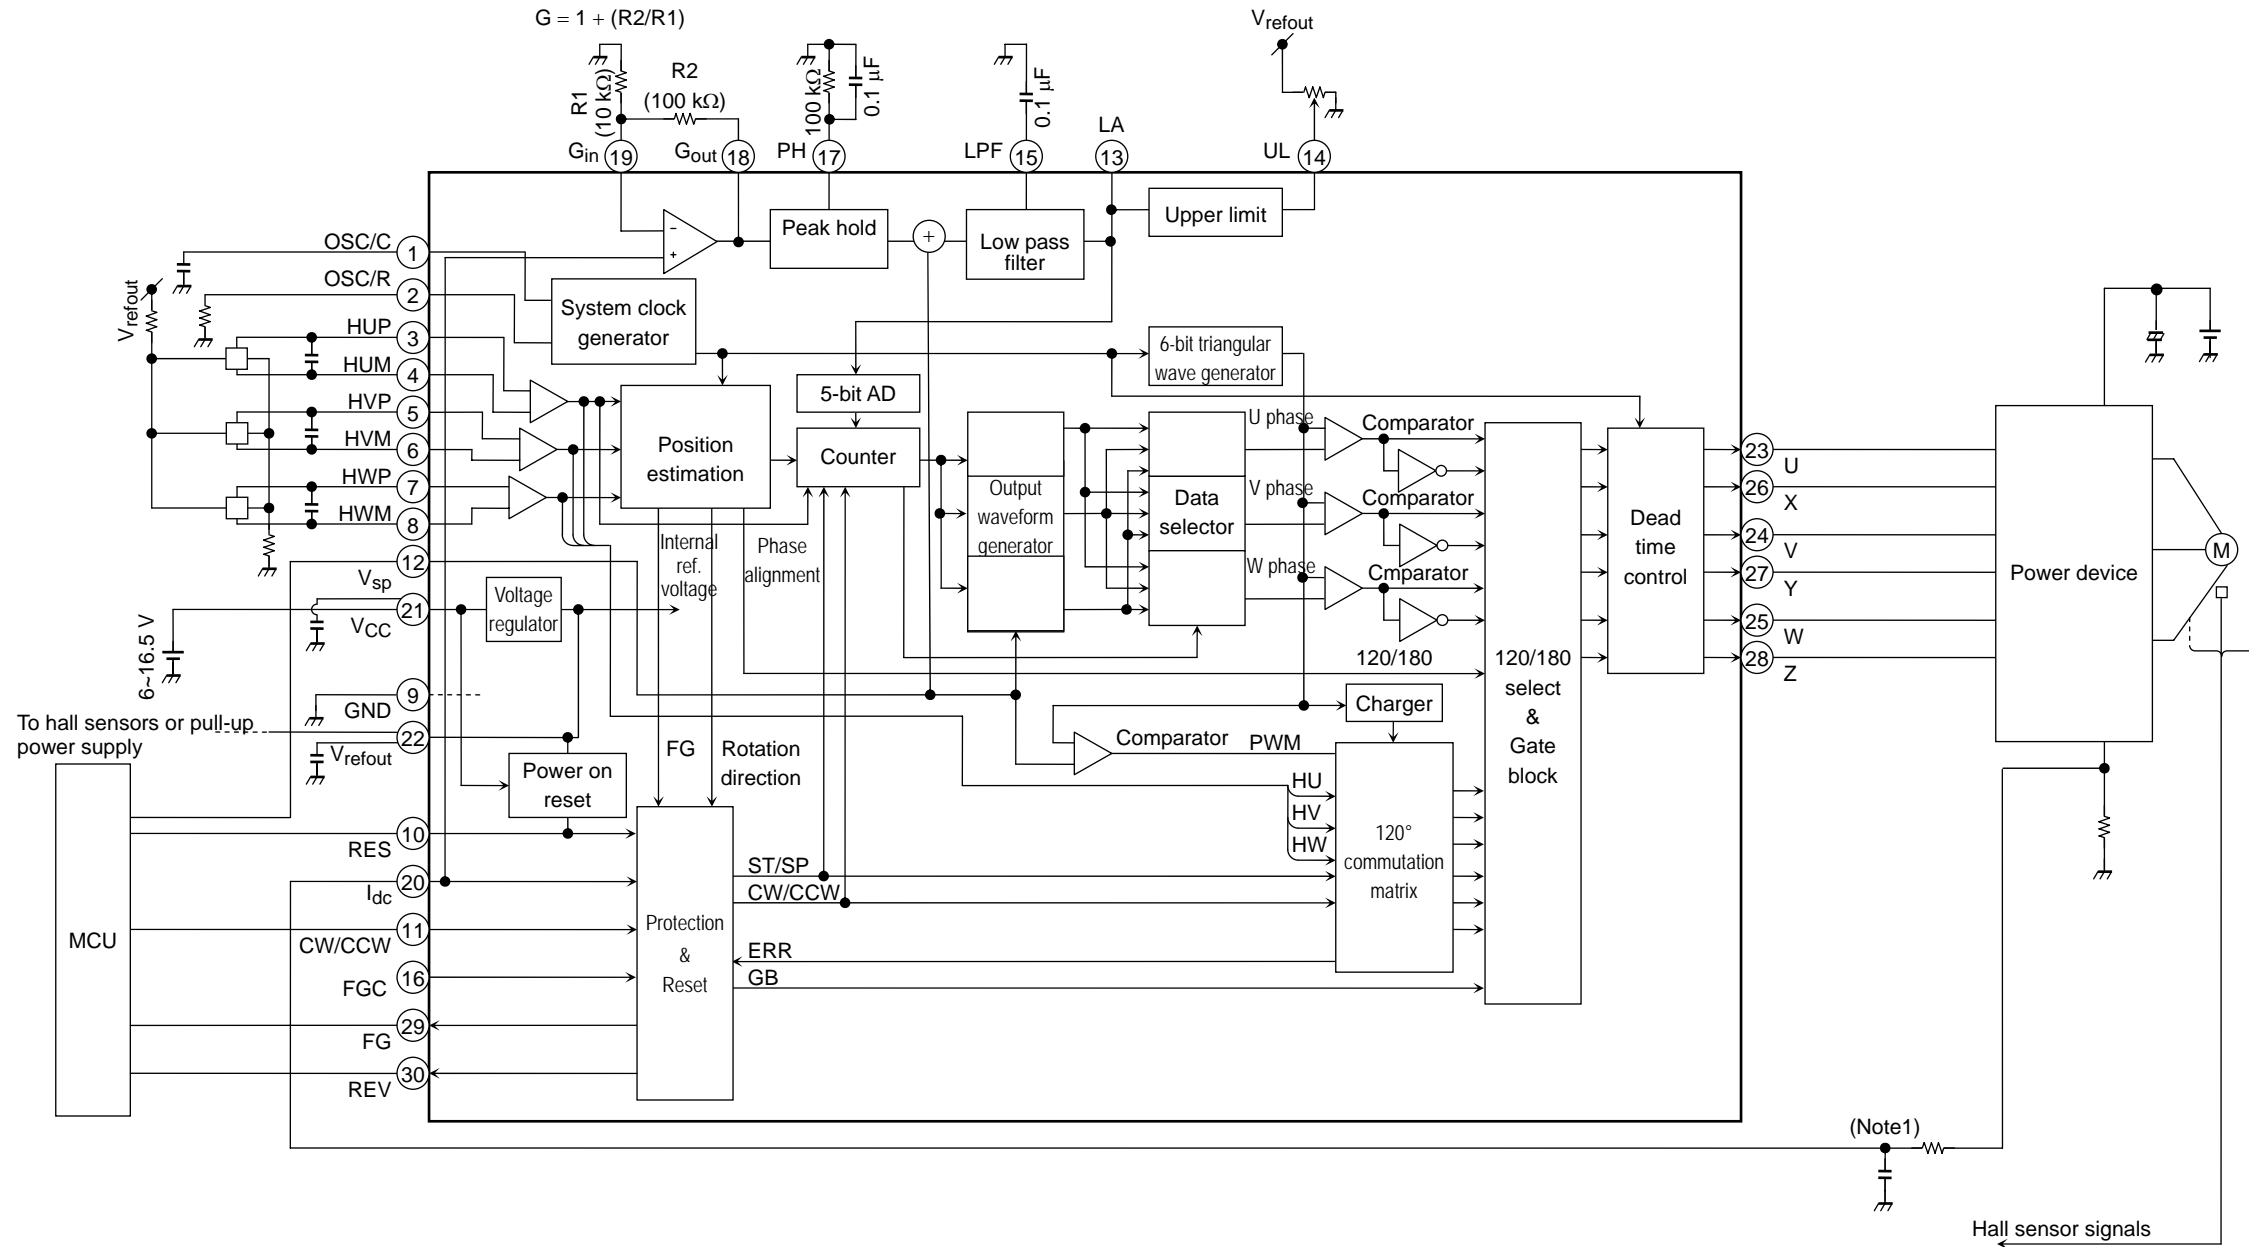 G = 1 + (R2/R1)
Vrefout
R1
(10 kΩ)
R2
(100 kΩ)
100 kΩ
0.1 μF
0.1 μF
Gin
19
Gout
18
PH
17
LPF
15
LA
13
UL
14
−
+
Peak hold
+
Low pass
filter
Upper limit
OSC/C
1
OSC/R
2
System clock
generator
Vrefout
HUP
3
HUM
4
HVP
5
HVM
6
HWP
7
HWM
8
6-bit triangular
wave generator
5-bit AD
Position
estimation
Counter
Output
waveform
generator
Data
selector
U phase
V phase
W phase
Comparator
Comparator
Cmparator
120/180
120/180
select
&
Gate
block
Dead
time
control
23
U
26
X
24
V
27
Y
25
W
28
Z
Power device
M
Internal
ref.
voltage
Phase
alignment
12
Vsp
21
VCC
Voltage
regulator
6~16.5 V
9
GND
To hall sensors or pull-up
power supply
22
Vrefout
Power on
reset
FG
Rotation
direction
Charger
Comparator
PWM
HU
HV
HW
120°
commutation
matrix
MCU
10
RES
20
Idc
11
CW/CCW
16
FGC
29
FG
30
REV
Protection
&
Reset
ST/SP
CW/CCW
ERR
GB
(Note1)
Hall sensor signals